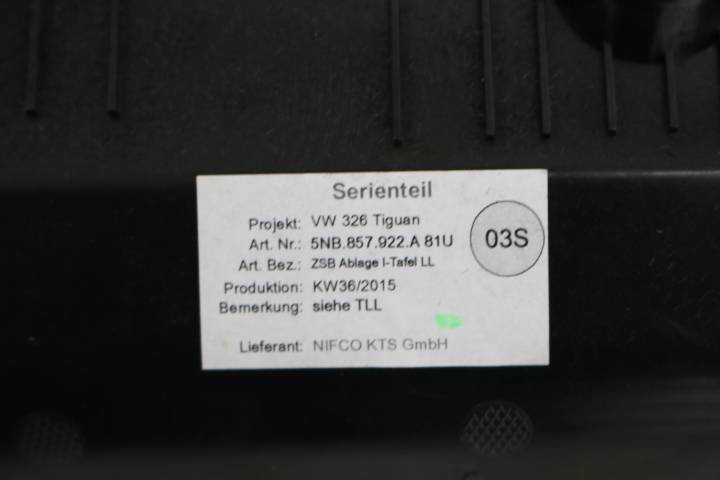 Serienteil
Projekt: VW 326 Tiguan
Art. Nr.: 5NB.857.922.A 81U
03S
Art. Bez.: ZSB Ablage I-Tafel LL
Produktion: KW36/2015
Bemerkung: siehe TLL
Lieferant: NIFCO KTS GmbH